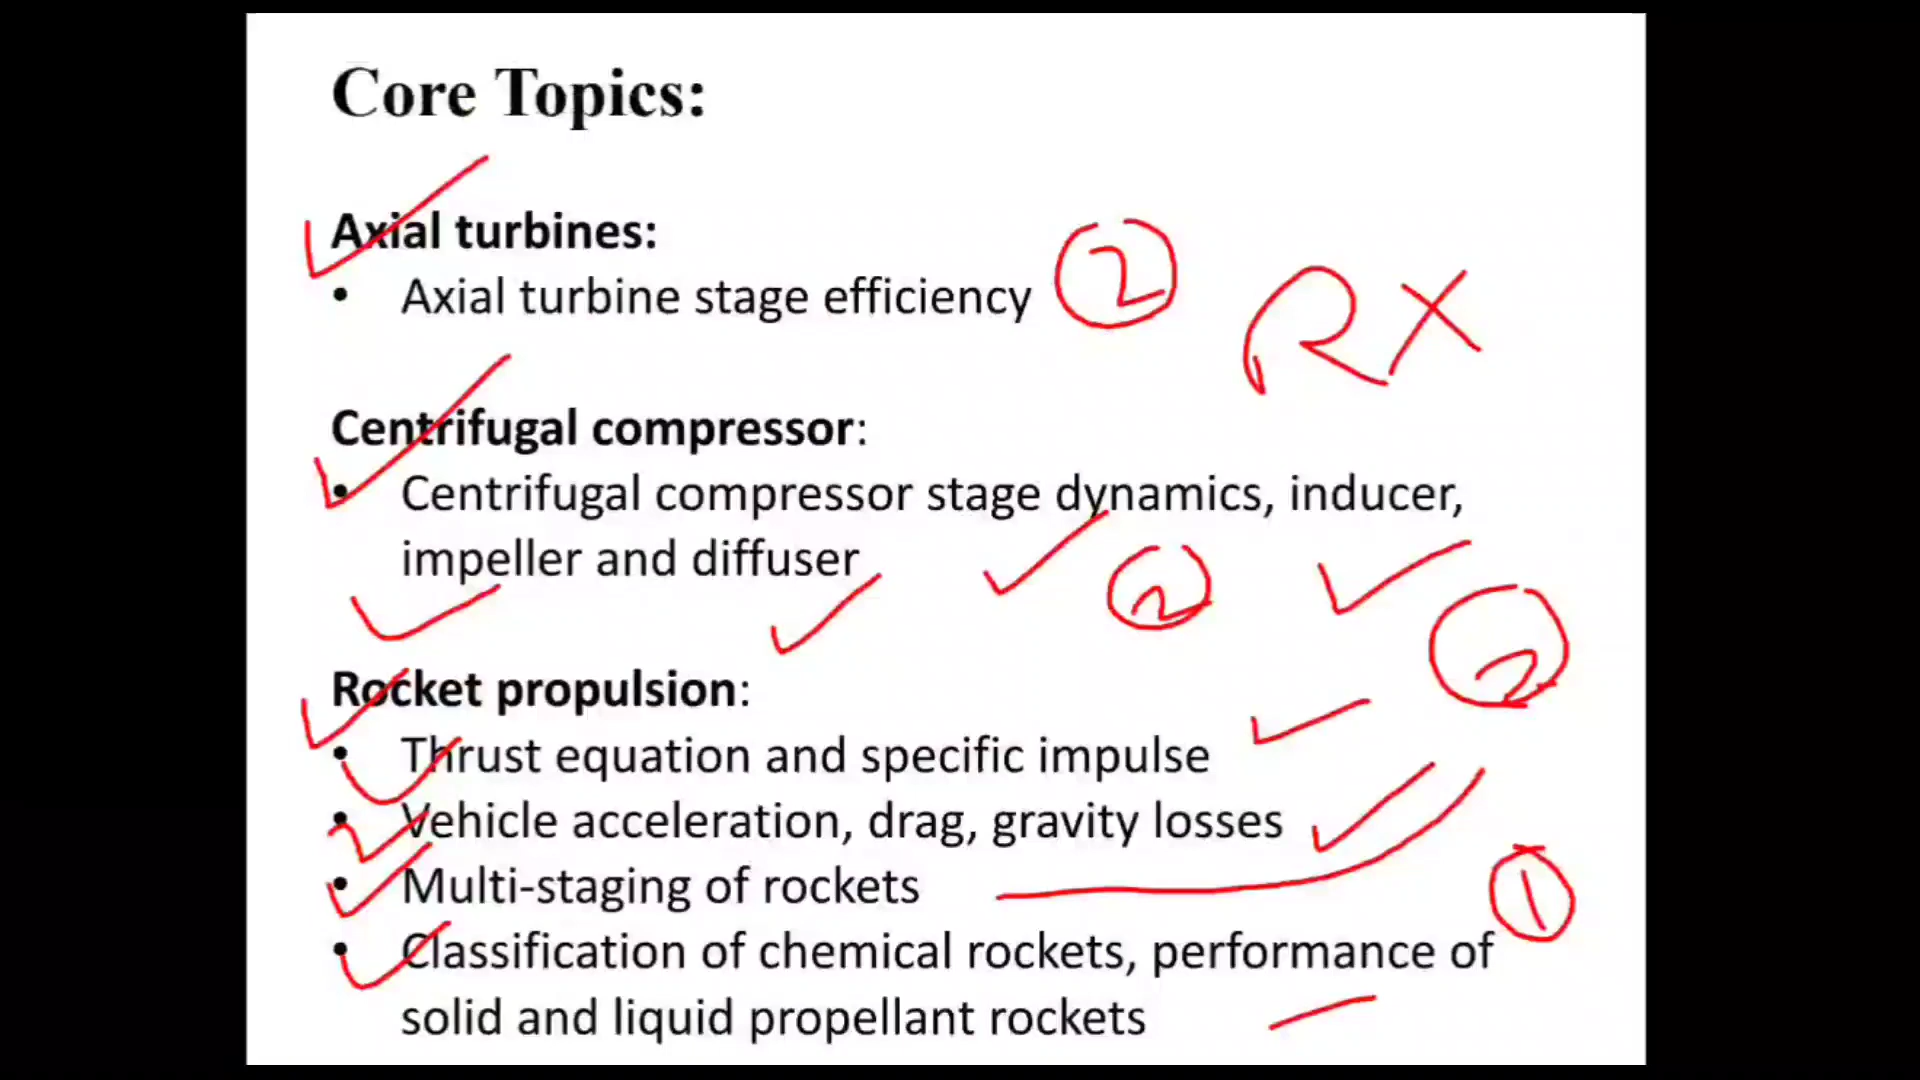 Core Topics:
Axial turbines:
• Axial turbine stage efficiency
2
RX
Centrifugal compressor:
• Centrifugal compressor stage dynamics, inducer,
impeller and diffuser
2
2
Rocket propulsion:
• Thrust equation and specific impulse
• Vehicle acceleration, drag, gravity losses
• Multi-staging of rockets
1
• Classification of chemical rockets, performance of
solid and liquid propellant rockets